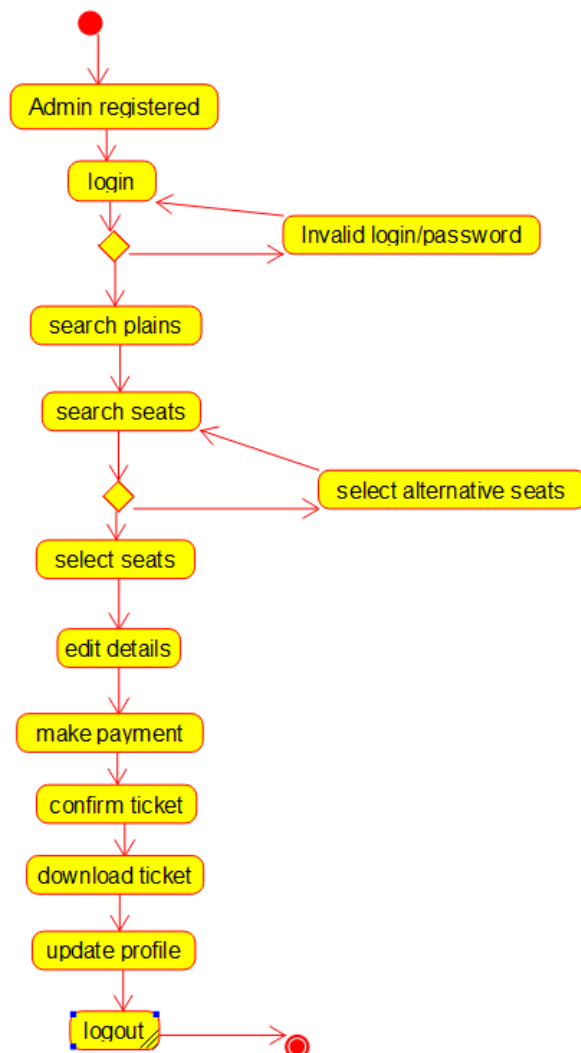 Admin registered
login
Invalid login/password
search plains
search seats
select alternative seats
select seats
edit details
make payment
confirm ticket
download ticket
update profile
logout